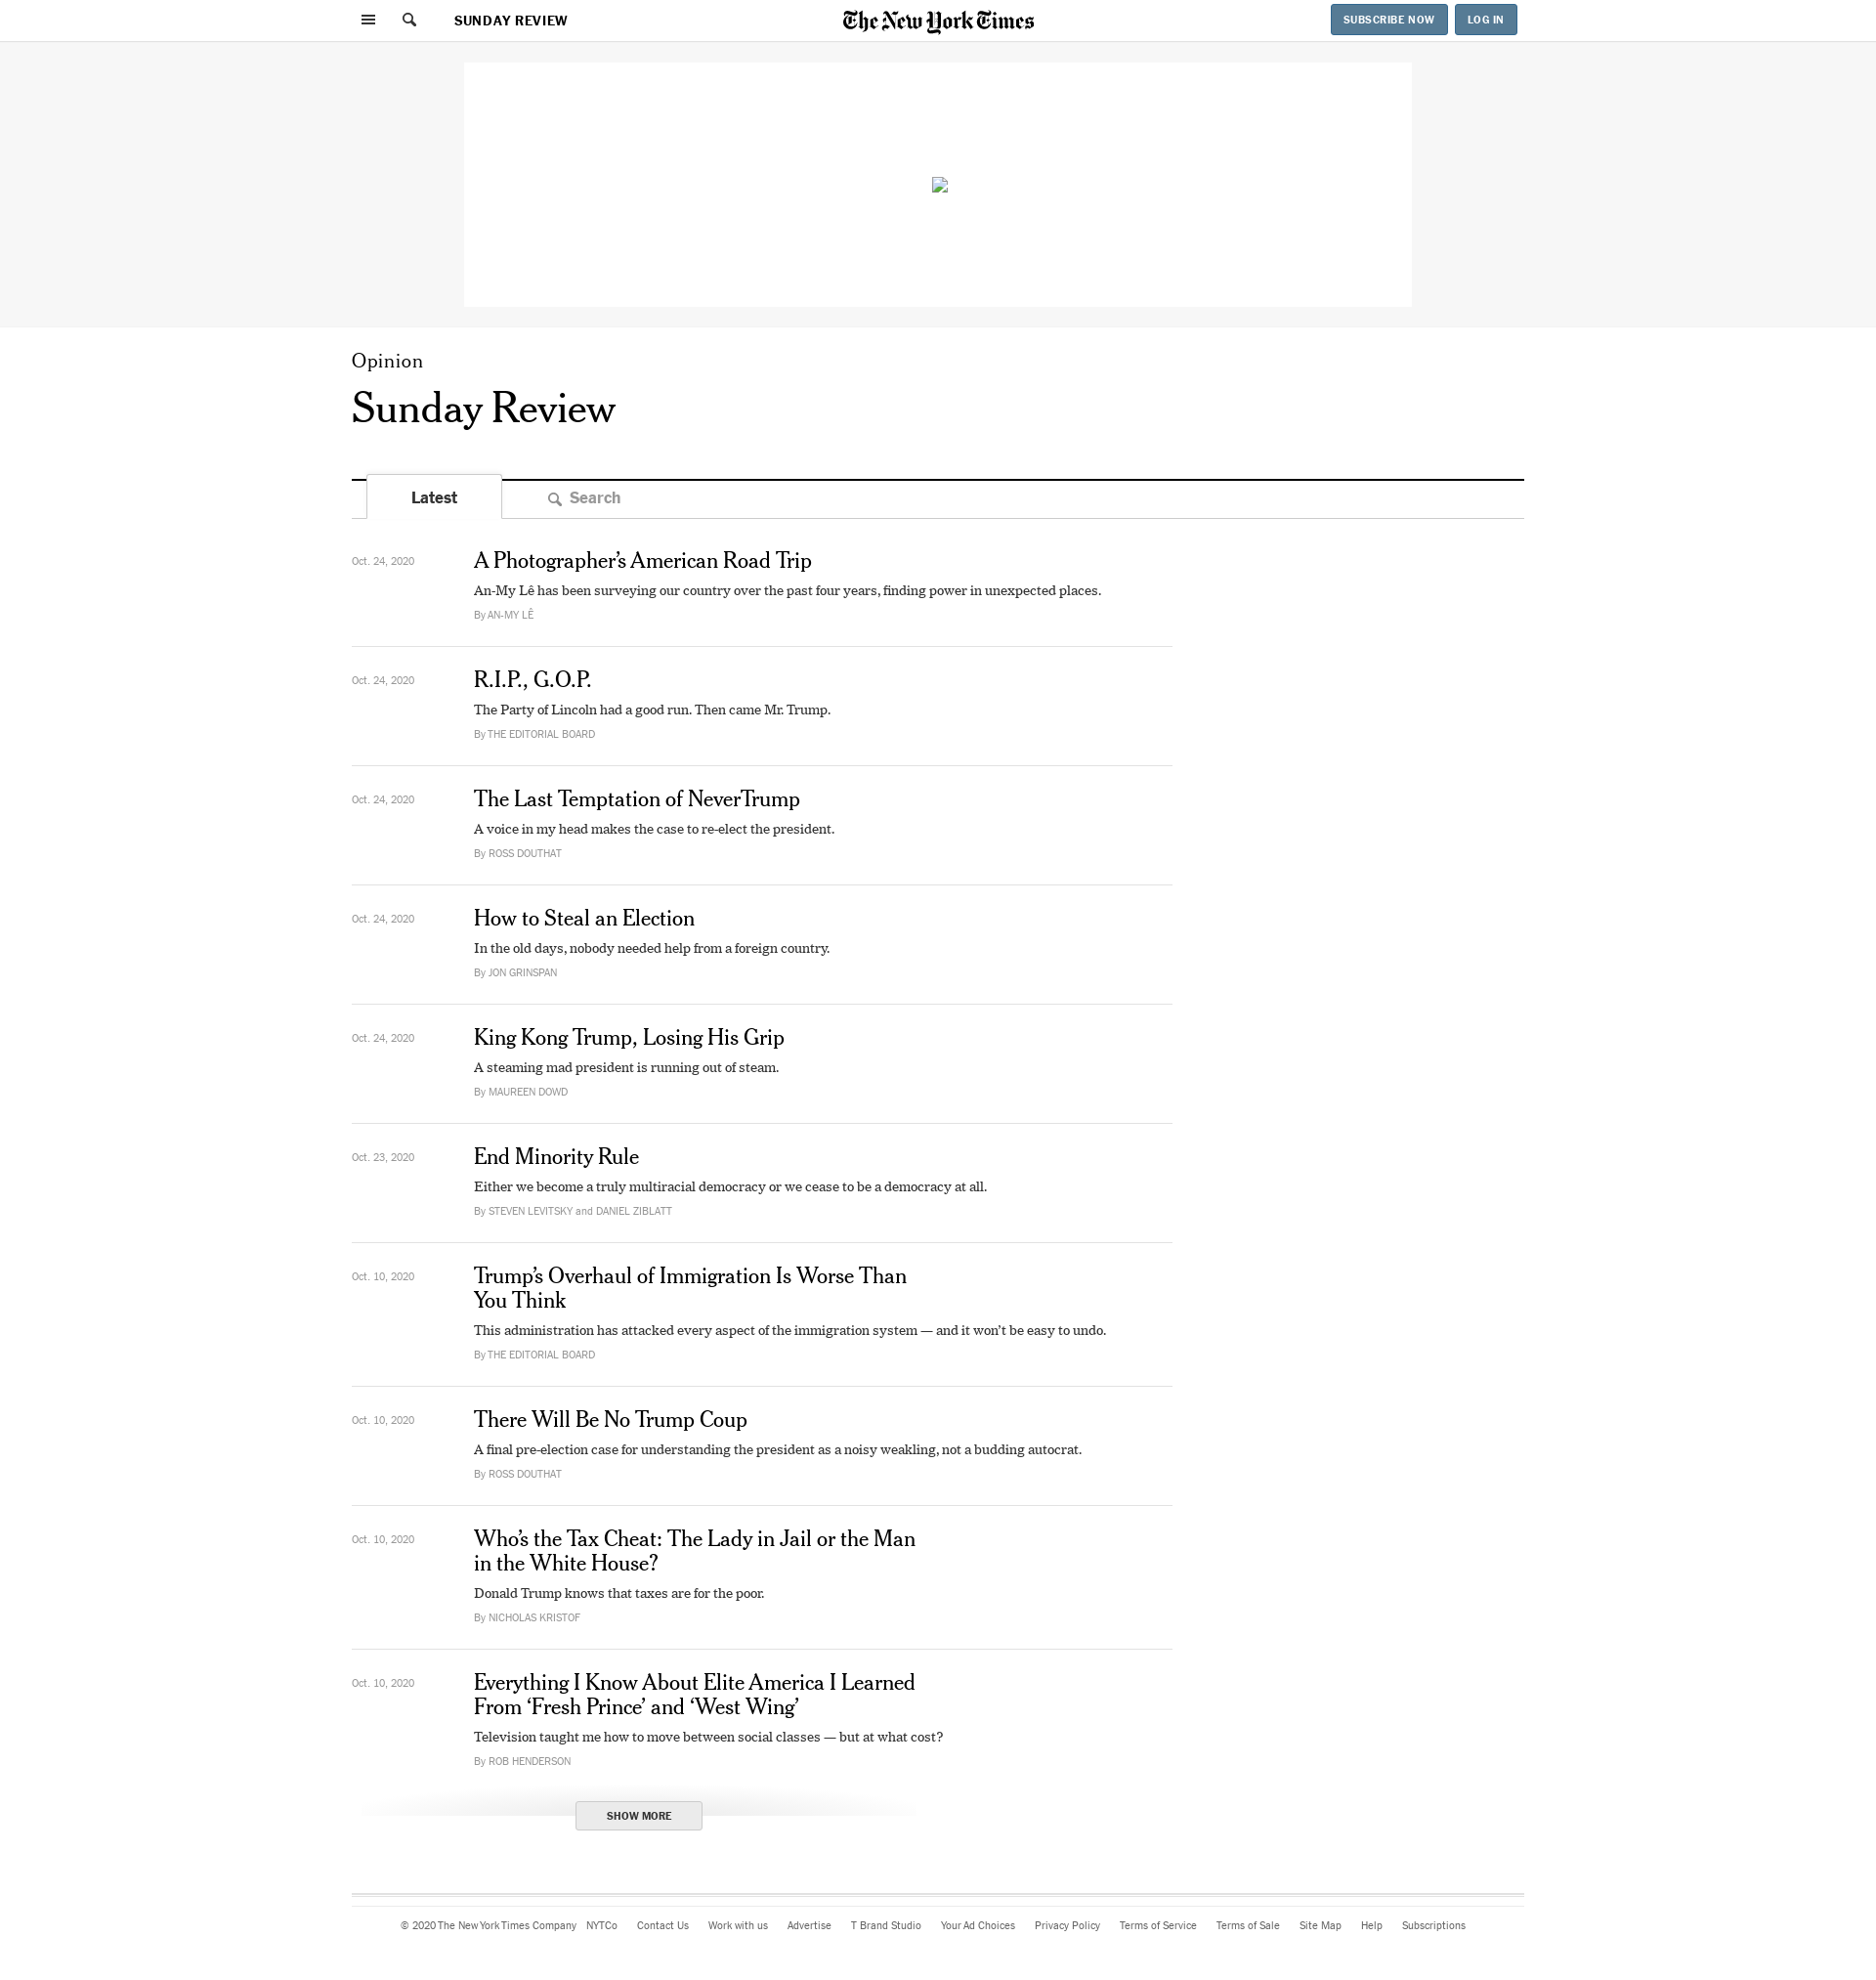 SUNDAY REVIEW
The New York Times
SUBSCRIBE NOW
LOG IN
Opinion
Sunday Review
Latest
Search
Oct. 24, 2020
A Photographer’s American Road Trip
An-My Lê has been surveying our country over the past four years, finding power in unexpected places.
By AN-MY LÊ
Oct. 24, 2020
R.I.P., G.O.P.
The Party of Lincoln had a good run. Then came Mr. Trump.
By THE EDITORIAL BOARD
Oct. 24, 2020
The Last Temptation of NeverTrump
A voice in my head makes the case to re-elect the president.
By ROSS DOUTHAT
Oct. 24, 2020
How to Steal an Election
In the old days, nobody needed help from a foreign country.
By JON GRINSPAN
Oct. 24, 2020
King Kong Trump, Losing His Grip
A steaming mad president is running out of steam.
By MAUREEN DOWD
Oct. 23, 2020
End Minority Rule
Either we become a truly multiracial democracy or we cease to be a democracy at all.
By STEVEN LEVITSKY and DANIEL ZIBLATT
Oct. 10, 2020
Trump’s Overhaul of Immigration Is Worse Than
You Think
This administration has attacked every aspect of the immigration system — and it won’t be easy to undo.
By THE EDITORIAL BOARD
Oct. 10, 2020
There Will Be No Trump Coup
A final pre-election case for understanding the president as a noisy weakling, not a budding autocrat.
By ROSS DOUTHAT
Oct. 10, 2020
Who’s the Tax Cheat: The Lady in Jail or the Man
in the White House?
Donald Trump knows that taxes are for the poor.
By NICHOLAS KRISTOF
Oct. 10, 2020
Everything I Know About Elite America I Learned
From ‘Fresh Prince’ and ‘West Wing’
Television taught me how to move between social classes — but at what cost?
By ROB HENDERSON
SHOW MORE
© 2020 The New York Times Company NYTCo Contact Us Work with us Advertise T Brand Studio Your Ad Choices Privacy Policy Terms of Service Terms of Sale Site Map Help Subscriptions